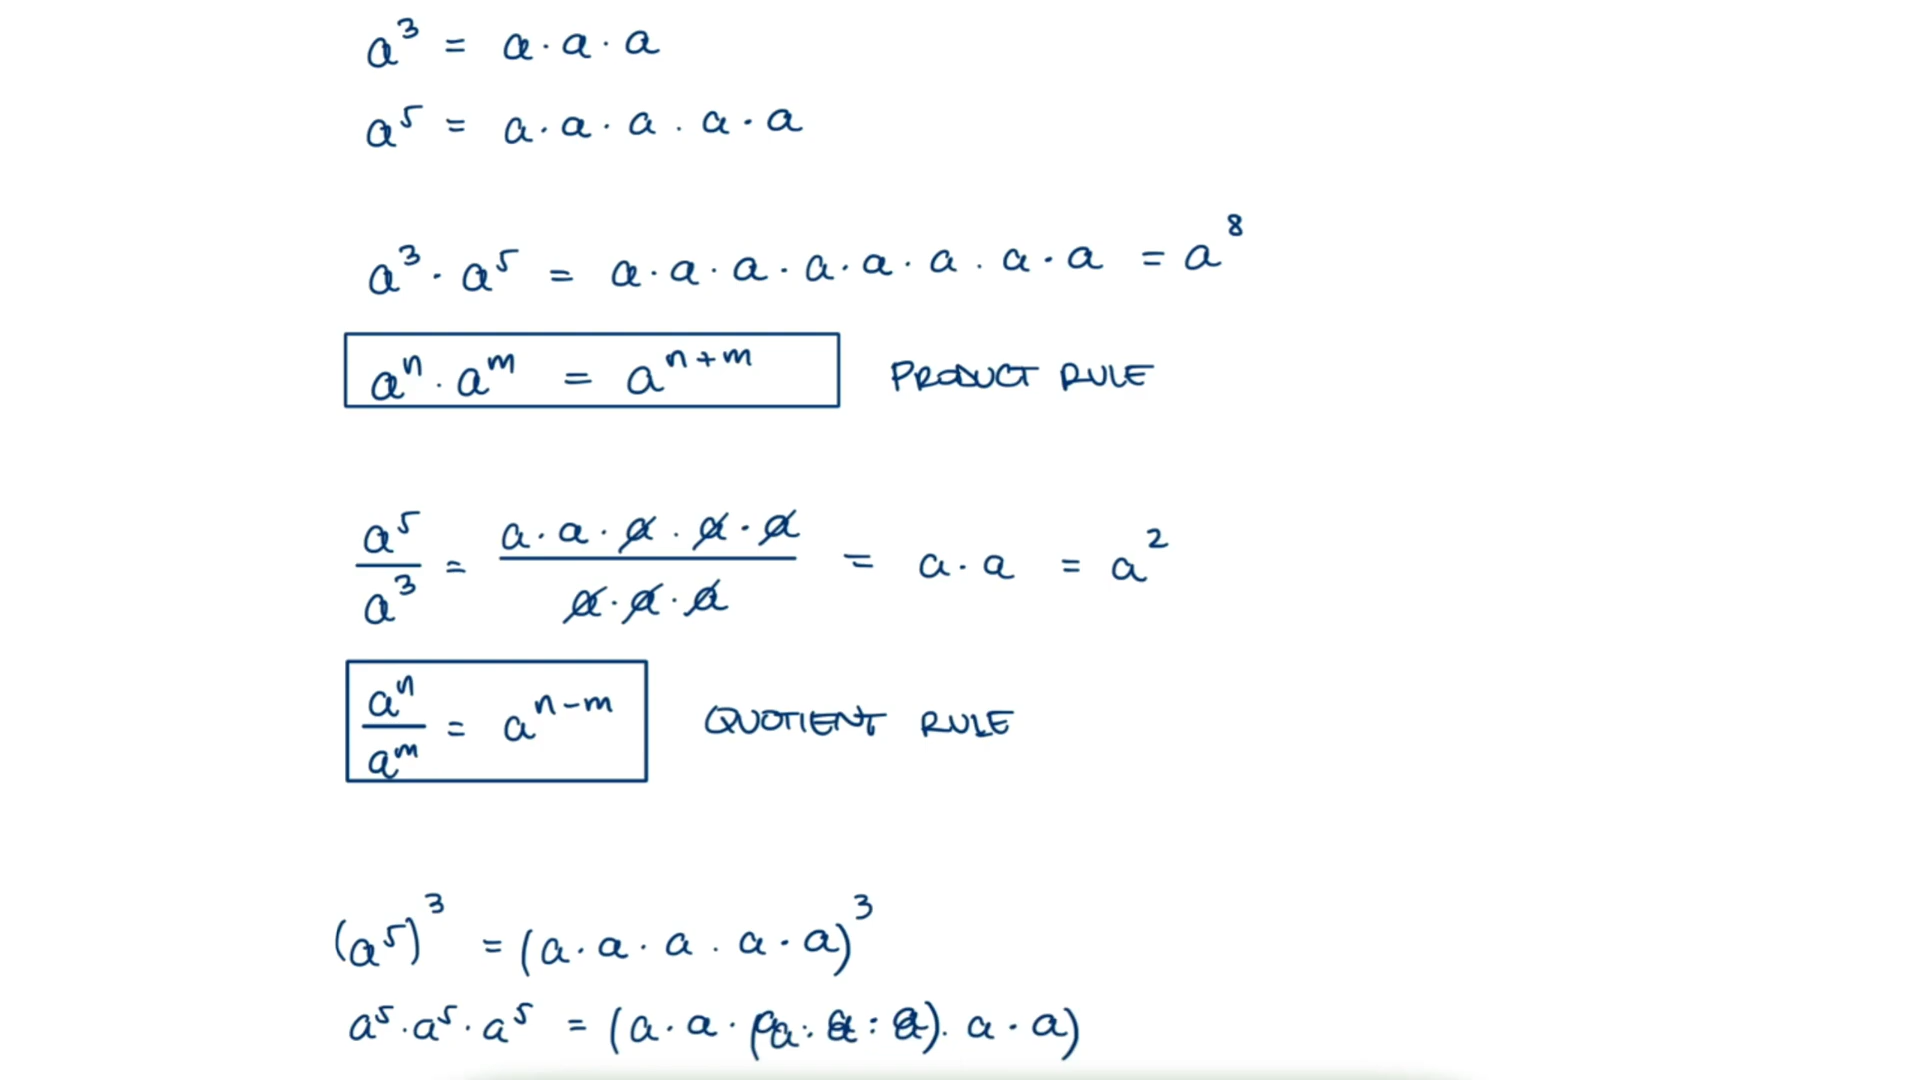 a³ = a · a · a
a⁵ = a · a · a · a · a
a³ · a⁵ = a · a · a · a · a · a · a · a = a⁸
aⁿ · aᵐ = aⁿ⁺ᵐ PRODUCT RULE
a⁵/a³ = a · a · a · a · a / a · a · a = a · a = a²
aⁿ/aᵐ = aⁿ⁻ᵐ QUOTIENT RULE
(a⁵)³ = (a · a · a · a · a)³
a⁵ · a⁵ · a⁵ = (a · a · · a · a)